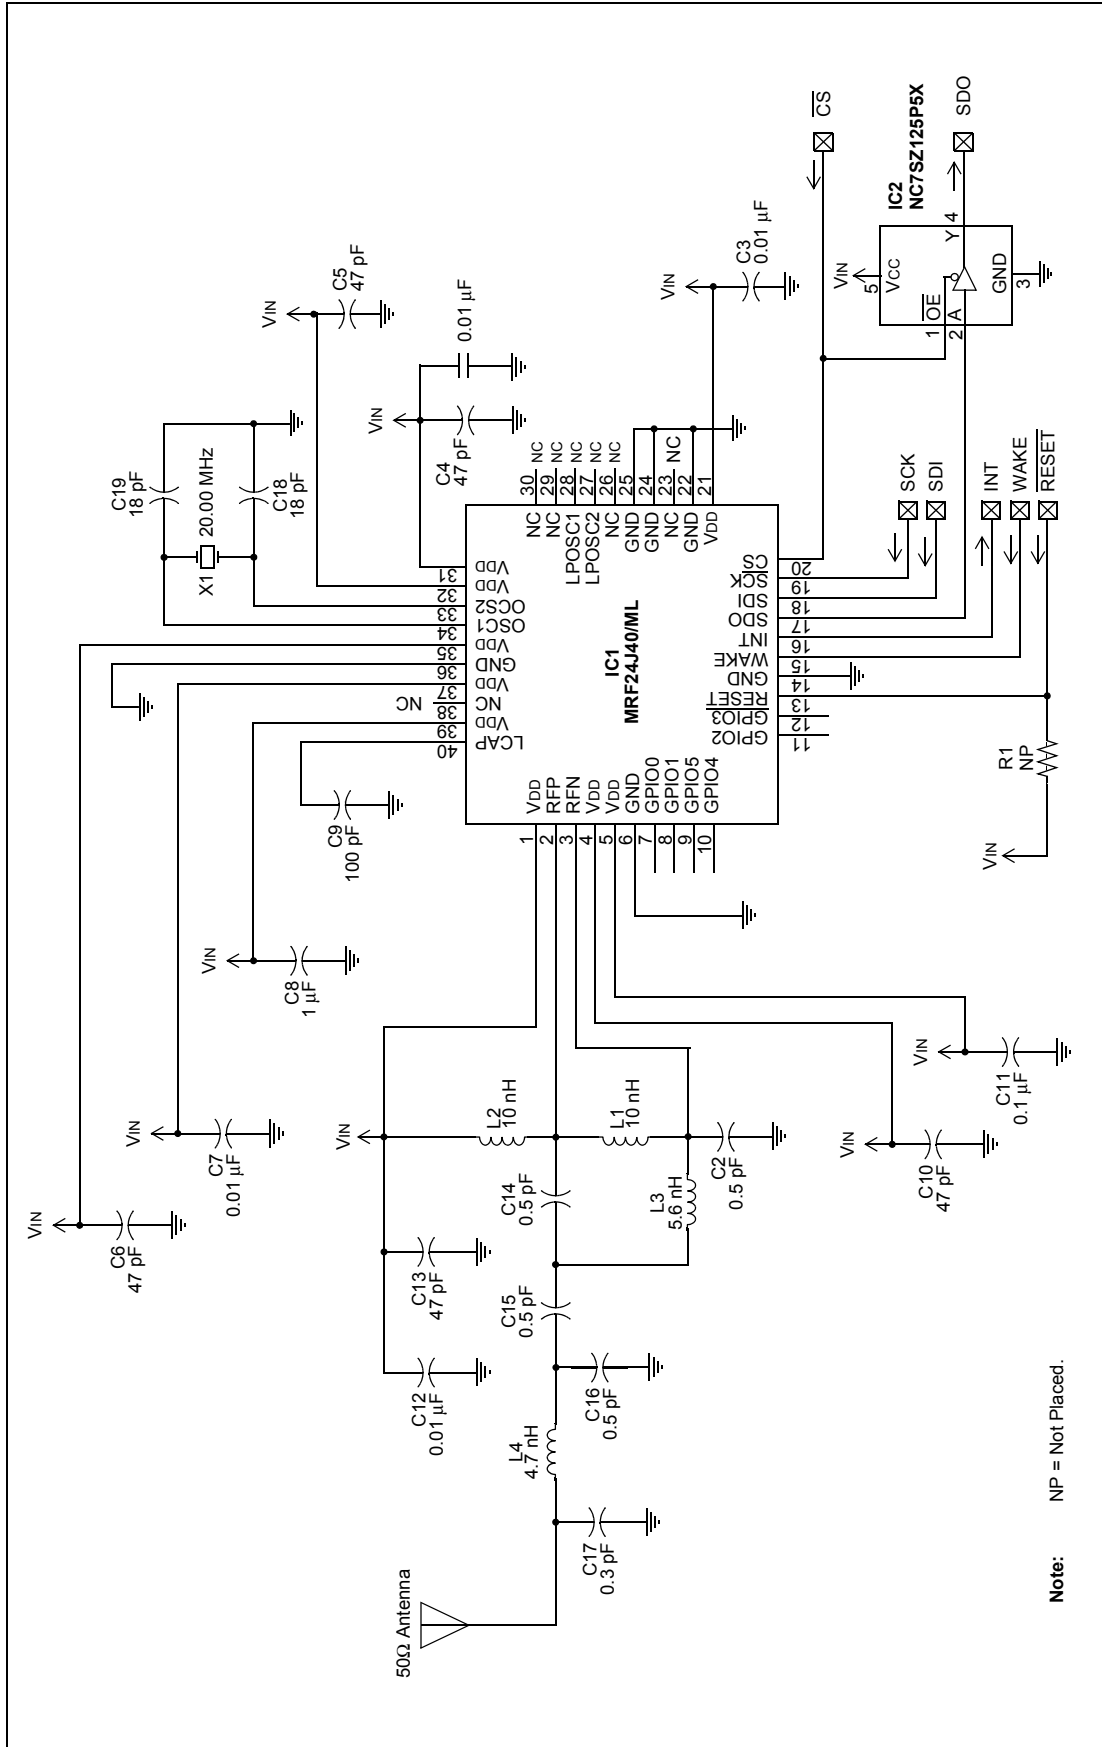 50Ω Antenna
C17
0.3 pF
L4
4.7 nH
C16
0.5 pF
C12
0.01 µF
C15
0.5 pF
C13
47 pF
C14
0.5 pF
L3
5.6 nH
L2
10 nH
L1
10 nH
C2
0.5 pF
VIN
VIN
C6
47 pF
VIN
C7
0.01 µF
VIN
C8
1 µF
C9
100 pF
VIN
C10
47 pF
VIN
C11
0.1 µF
VIN
R1
NP
IC1
MRF24J40/ML
1 VDD
2 RFP
3 RFN
4 VDD
5 VDD
6 GND
7 GPIO0
8 GPIO1
9 GPIO5
10 GPIO4
11 GPIO2
12 GPIO3
13 RESET
14 GND
15 WAKE
16 INT
17 SDO
18 SDI
19 SCK
20 CS
21 VDD
22 GND
23 NC NC
24 GND
25 GND
26 NC NC
27 LPOSC2 NC
28 LPOSC1 NC
29 NC NC
30 NC NC
31 VDD
32 VDD
33 OCS2
34 OSC1
35 VDD
36 GND
37 VDD
38 NC NC
39 VDD
40 LCAP
X1 20.00 MHz
C19
18 pF
C18
18 pF
VIN
C5
47 pF
VIN
C4
47 pF
0.01 µF
VIN
C3
0.01 µF
CS
IC2
NC7SZ125P5X
VIN
5 VCC
1 OE
2 A
Y 4
GND
3
SDO
SCK
SDI
INT
WAKE
RESET
Note: NP = Not Placed.